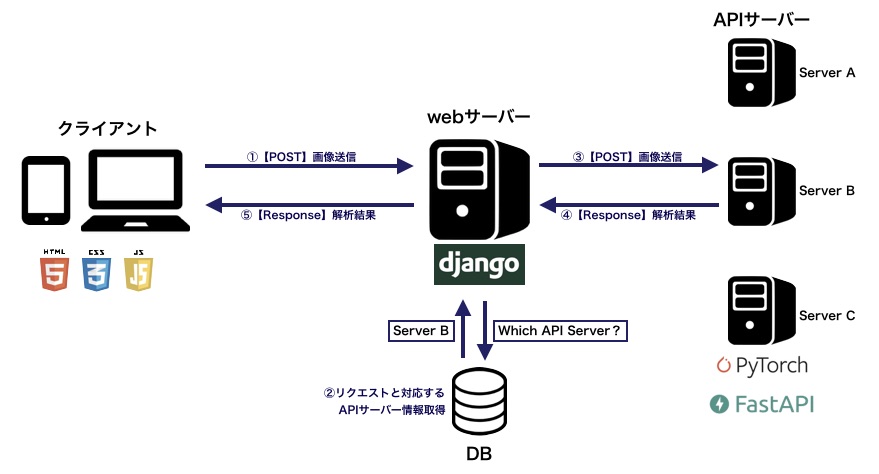 APIサーバー
Server A
webサーバー
クライアント
①【POST】画像送信
③【POST】画像送信
Server B
⑤【Response】解析結果
④【Response】解析結果
HTML
5
CSS
3
JS
JS
django
Server C
Server B
Which API Server？
PyTorch
②リクエストと対応する
APIサーバー情報取得
FastAPI
DB